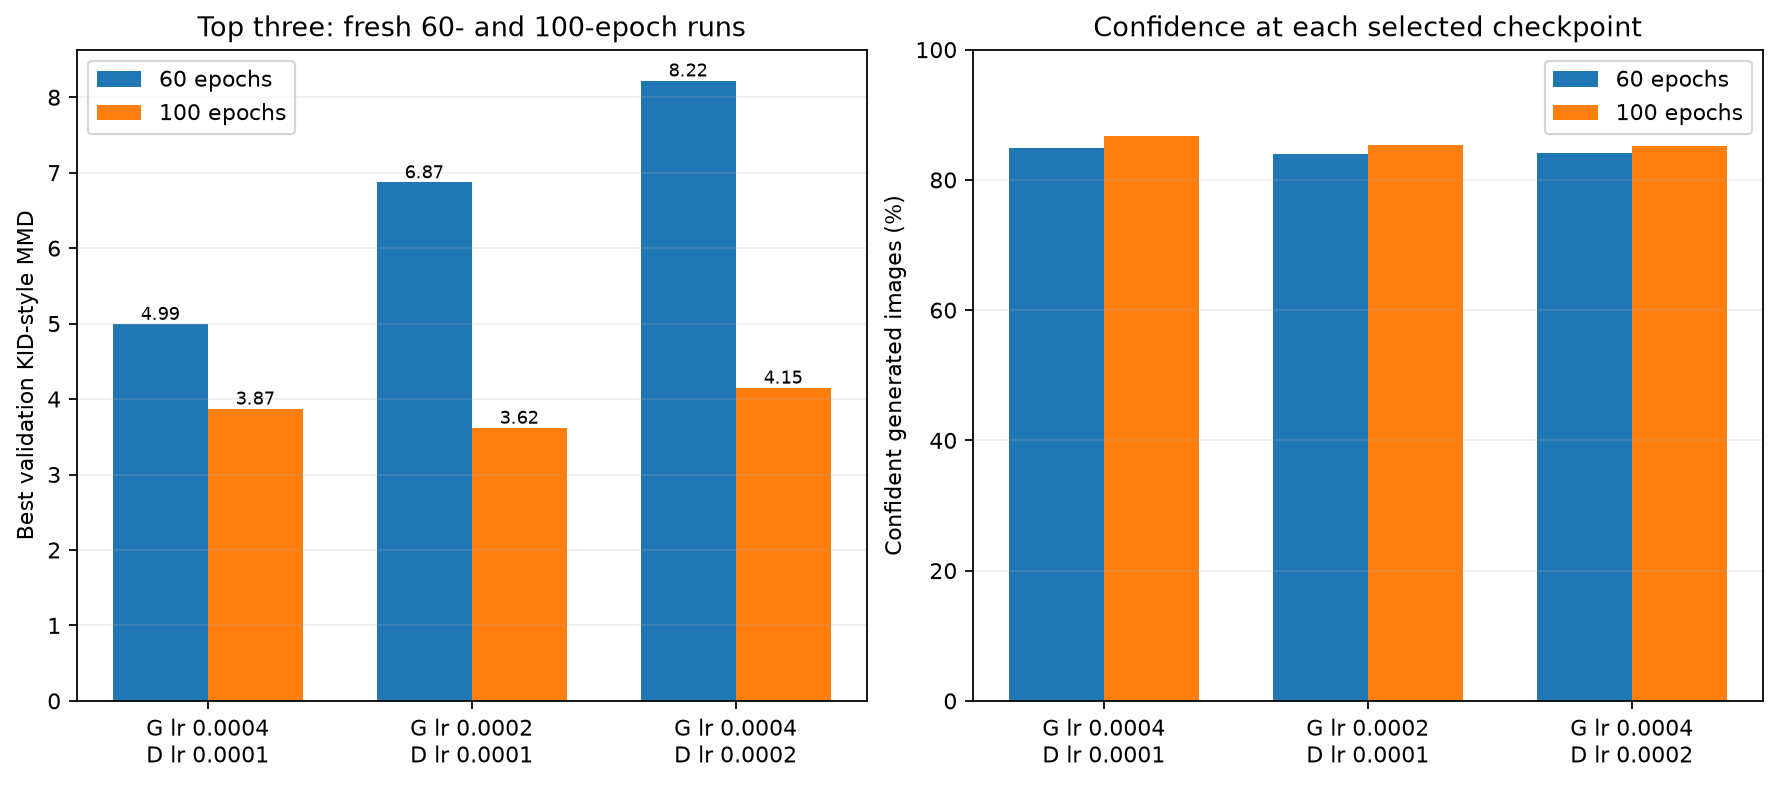 Top three: fresh 60- and 100-epoch runs
Best validation KID-style MMD
8
7
6
5
4
3
2
1
0
60 epochs
100 epochs
4.99
3.87
6.87
3.62
8.22
4.15
G lr 0.0004
D lr 0.0001
G lr 0.0002
D lr 0.0001
G lr 0.0004
D lr 0.0002
Confidence at each selected checkpoint
Confident generated images (%)
100
80
60
40
20
0
60 epochs
100 epochs
G lr 0.0004
D lr 0.0001
G lr 0.0002
D lr 0.0001
G lr 0.0004
D lr 0.0002